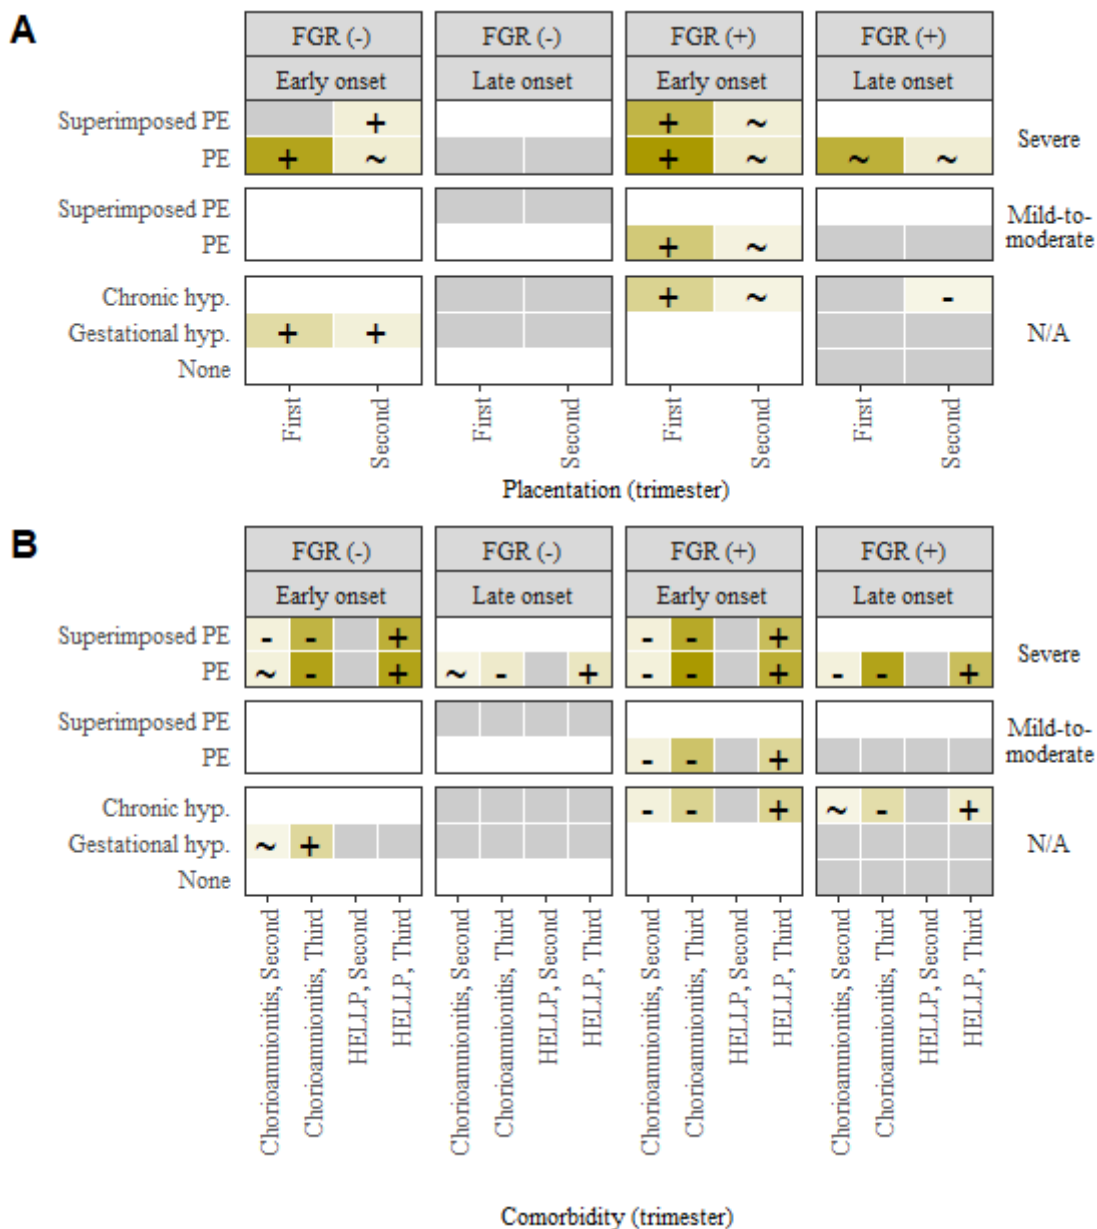 A
FGR (-) FGR (-) FGR (+) FGR (+)
Early onset Late onset Early onset Late onset
Superimposed PE + + ~
PE + ~ + ~ ~ ~
Severe
Superimposed PE
PE + ~
Mild-to-
moderate
Chronic hyp. + ~ -
Gestational hyp. + +
None
N/A
First Second First Second First Second First Second
Placentation (trimester)
B
FGR (-) FGR (-) FGR (+) FGR (+)
Early onset Late onset Early onset Late onset
Superimposed PE - - + - - +
PE ~ - + ~ - + - - + - - +
Severe
Superimposed PE
PE - - +
Mild-to-
moderate
Chronic hyp. - - + ~ - +
Gestational hyp. ~ +
None
N/A
Chorioamnionitis, Second Chorioamnionitis, Third HELLP, Second HELLP, Third Chorioamnionitis, Second Chorioamnionitis, Third HELLP, Second HELLP, Third Chorioamnionitis, Second Chorioamnionitis, Third HELLP, Second HELLP, Third Chorioamnionitis, Second Chorioamnionitis, Third HELLP, Second HELLP, Third
Comorbidity (trimester)